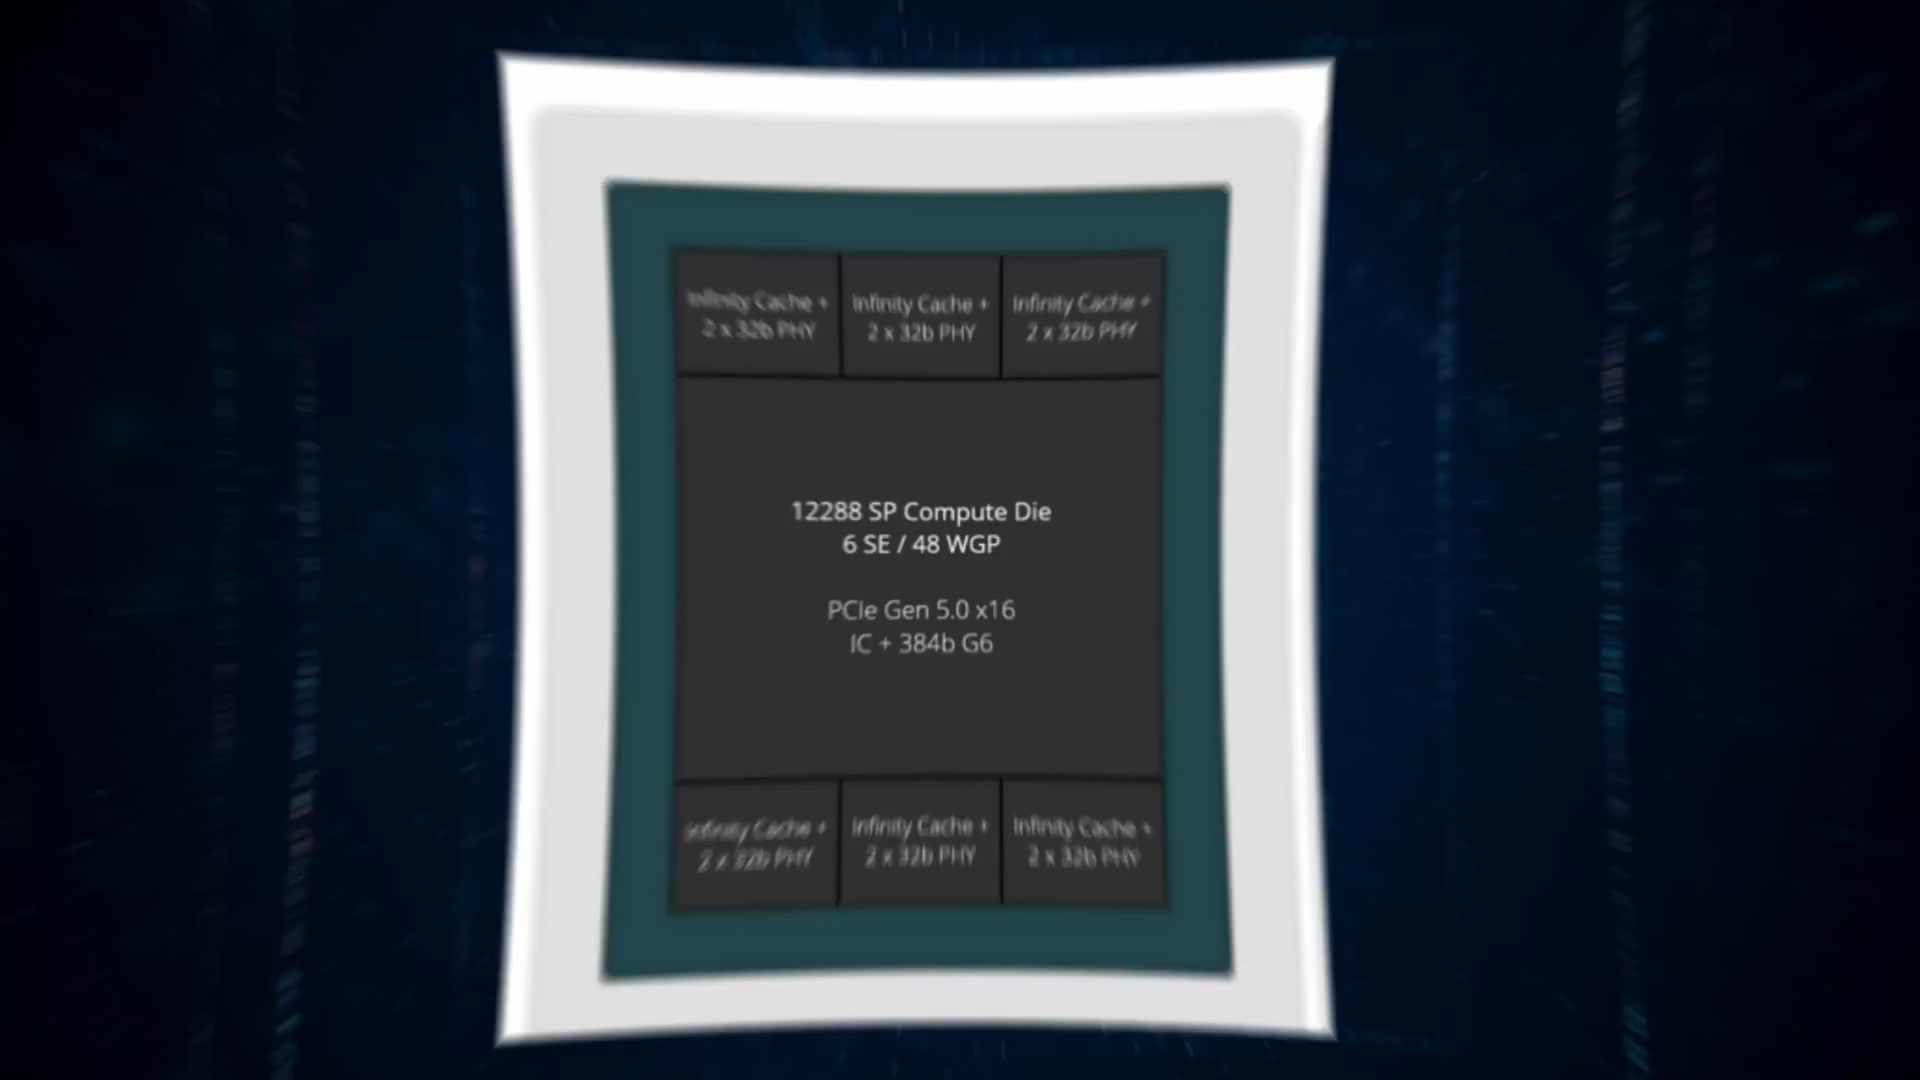 Infinity Cache +
2 x 32b PHY
Infinity Cache +
2 x 32b PHY
Infinity Cache +
2 x 32b PHY
12288 SP Compute Die
6 SE / 48 WGP
PCIe Gen 5.0 x16
IC + 384b G6
Infinity Cache +
2 x 32b PHY
Infinity Cache +
2 x 32b PHY
Infinity Cache +
2 x 32b PHY